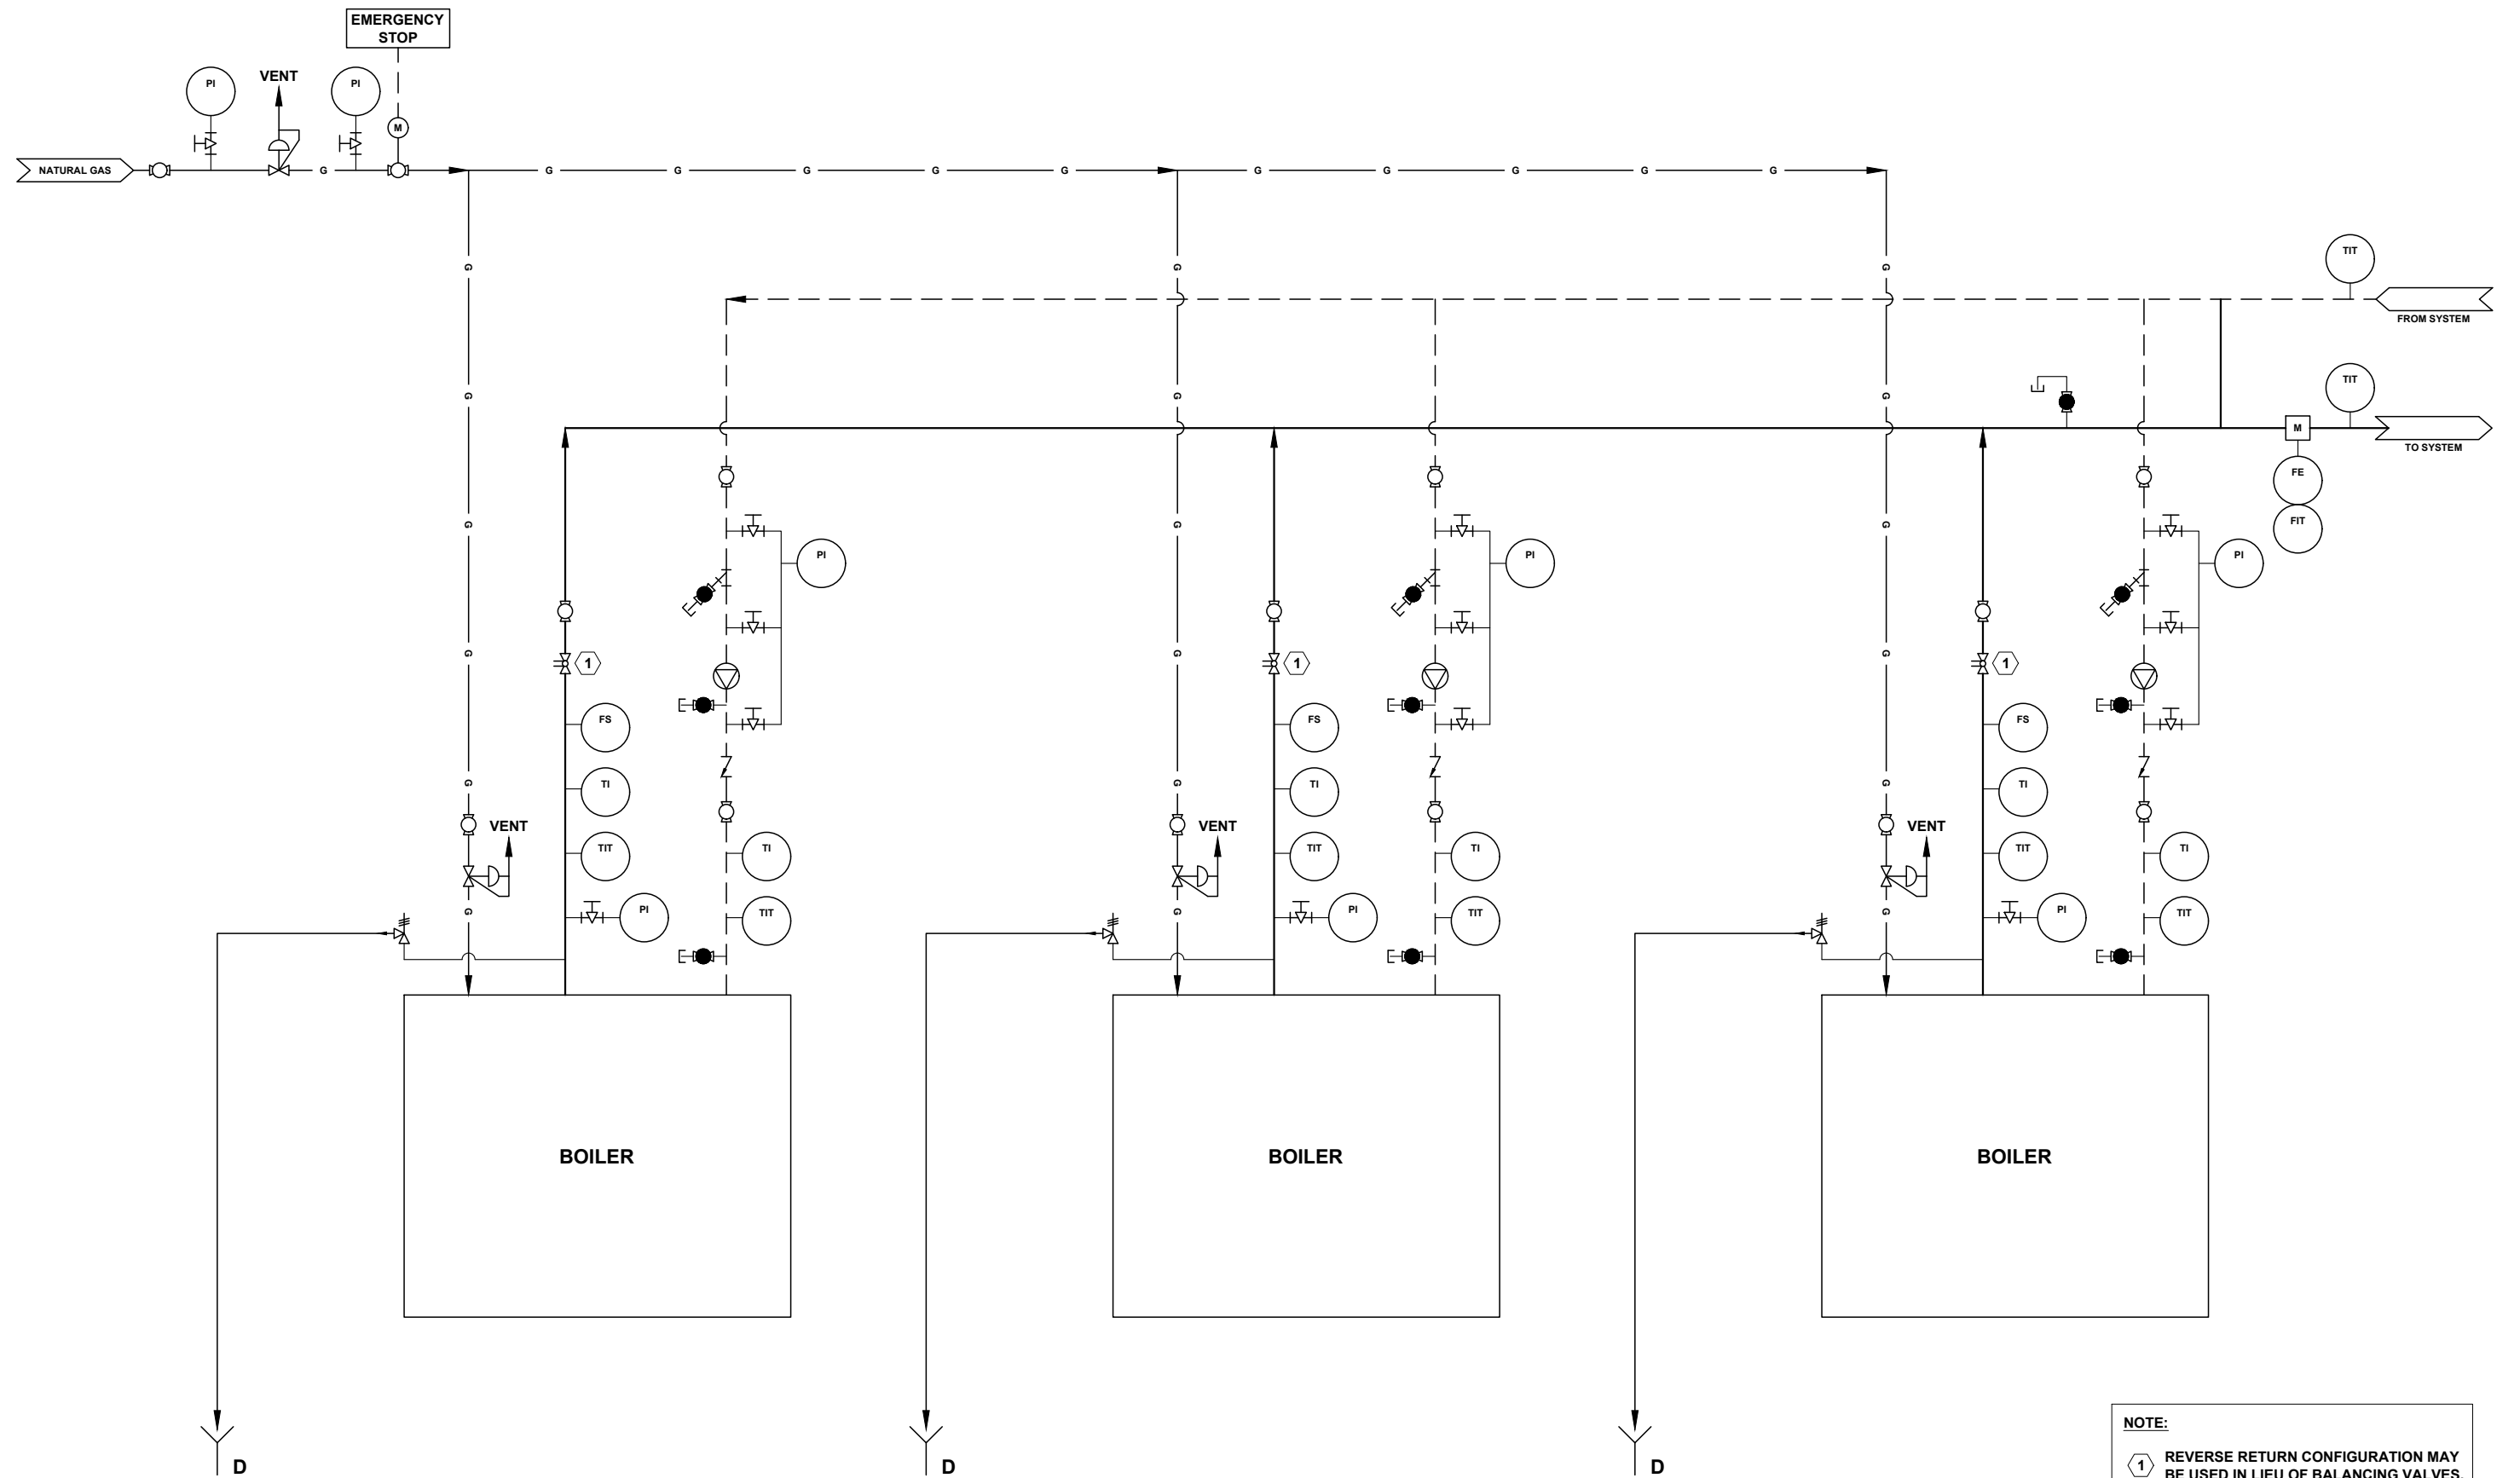 EMERGENCY
STOP
PI
VENT
PI
M
NATURAL GAS
G
G
G
G
G
G
G
G
G
G
G
G
G
G
TIT
FROM SYSTEM
G
G
G
TIT
M
TO SYSTEM
FE
FIT
G
G
G
PI
PI
PI
G
G
G
1
1
1
FS
FS
FS
G
G
G
TI
TI
TI
VENT
VENT
VENT
TIT
TI
TIT
TI
TIT
TI
G
PI
TIT
G
PI
TIT
G
PI
TIT
BOILER
BOILER
BOILER
D
D
D
NOTE:
1 REVERSE RETURN CONFIGURATION MAY
BE USED IN LIEU OF BALANCING VALVES.